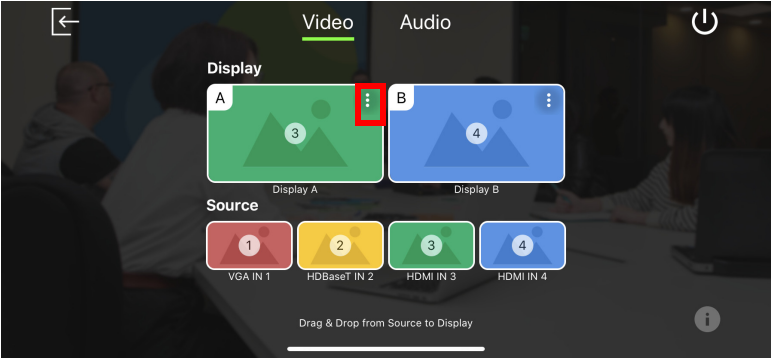 Video Audio
Display
A B
3 4
Display A Display B
Source
1 2 3 4
VGA IN 1 HDBaseT IN 2 HDMI IN 3 HDMI IN 4
Drag & Drop from Source to Display
i